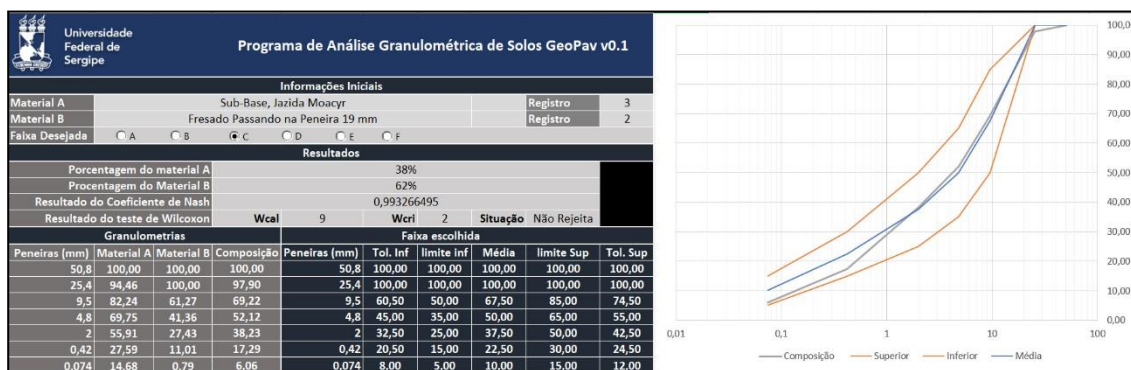 Universidade
Federal de
Sergipe
Programa de Análise Granulométrica de Solos GeoPav v0.1
Informações Iniciais
Material A Sub-Base, Jazida Moacyr Registro 3
Material B Fresado Passando na Peneira 19 mm Registro 2
Faixa Desejada A B C D E F
Resultados
Porcentagem do material A 38%
Procentagem do Material B 62%
Resultado do Coeficiente de Nash 0,993266495
Resultado do teste de Wilcoxon Wcal 9 Wcri 2 Situação Não Rejeita
Granulometrias Faixa escolhida
Peneiras (mm) Material A Material B Composição Peneiras (mm) Tol. Inf limite inf Média limite Sup Tol. Sup
50,8 100,00 100,00 100,00 50,8 100,00 100,00 100,00 100,00 100,00
25,4 94,46 100,00 97,90 25,4 100,00 100,00 100,00 100,00 100,00
9,5 82,24 61,27 69,22 9,5 60,50 50,00 67,50 85,00 74,50
4,8 69,75 41,36 52,12 4,8 45,00 35,00 50,00 65,00 55,00
2 55,91 27,43 38,23 2 32,50 25,00 37,50 50,00 42,50
0,42 27,59 11,01 17,29 0,42 20,50 15,00 22,50 30,00 24,50
0,074 14,68 0,79 6,06 0,074 8,00 5,00 10,00 15,00 12,00
100,00
90,00
80,00
70,00
60,00
50,00
40,00
30,00
20,00
10,00
0,00
0,01 0,1 1 10 100
Composição Superior Inferior Média